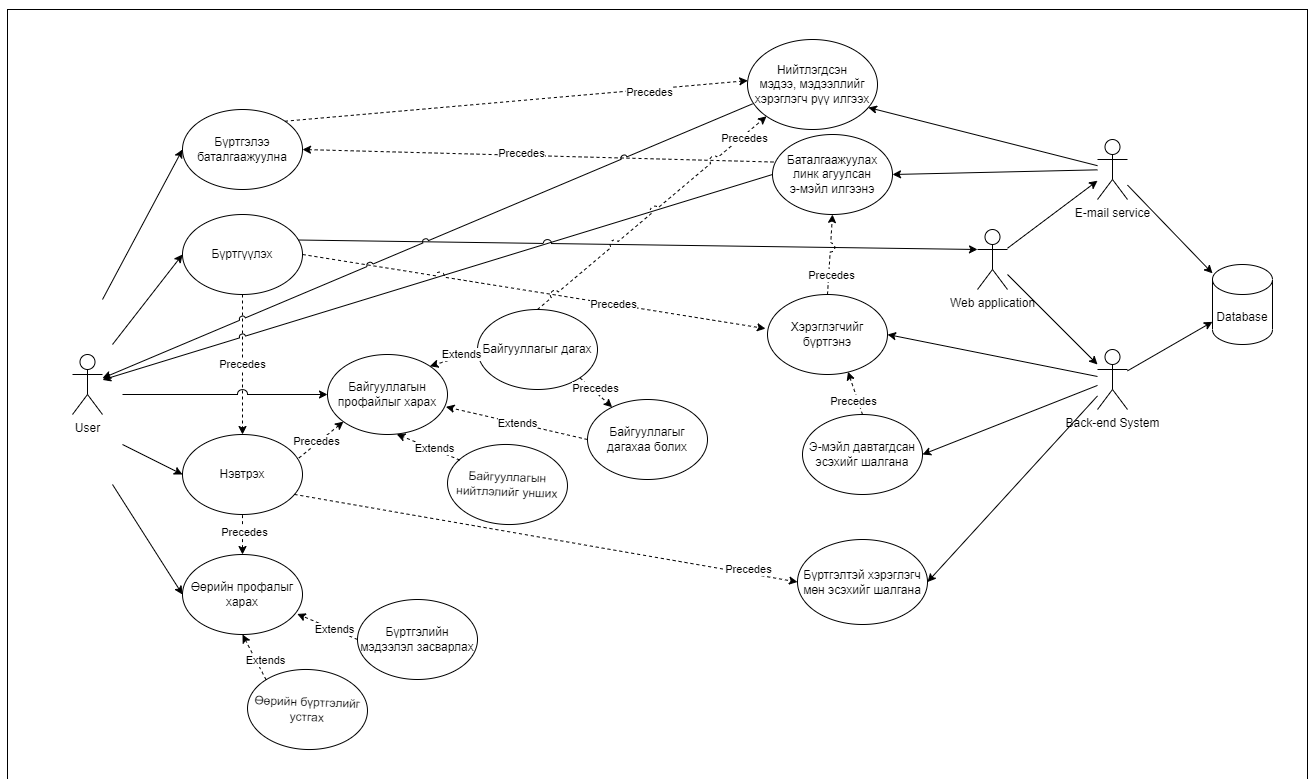 Нийтлэгдсэн
мэдээ, мэдээллийг
хэрэглэгч рүү илгээх
Precedes
Бүртгэлээ
баталгаажуулна
Precedes
Precedes
Баталгаажуулах
линк агуулсан
э-мэйл илгээнэ
E-mail service
Бүртгүүлэх
Precedes
Web application
Precedes
Хэрэглэгчийг
бүртгэнэ
Database
Байгууллагыг дагах
Extends
Precedes
Байгууллагын
профайлыг харах
Precedes
User
Precedes
Back-end System
Extends
Байгууллагыг
дагахаа болих
Precedes
Extends
Э-мэйл давтагдсан
эсэхийг шалгана
Нэвтрэх
Байгууллагын
нийтлэлийг унших
Precedes
Precedes
Бүртгэлтэй хэрэглэгч
мөн эсэхийг шалгана
Өөрийн профалыг
харах
Extends
Бүртгэлийн
мэдээлэл засварлах
Extends
Өөрийн бүртгэлийг
устгах